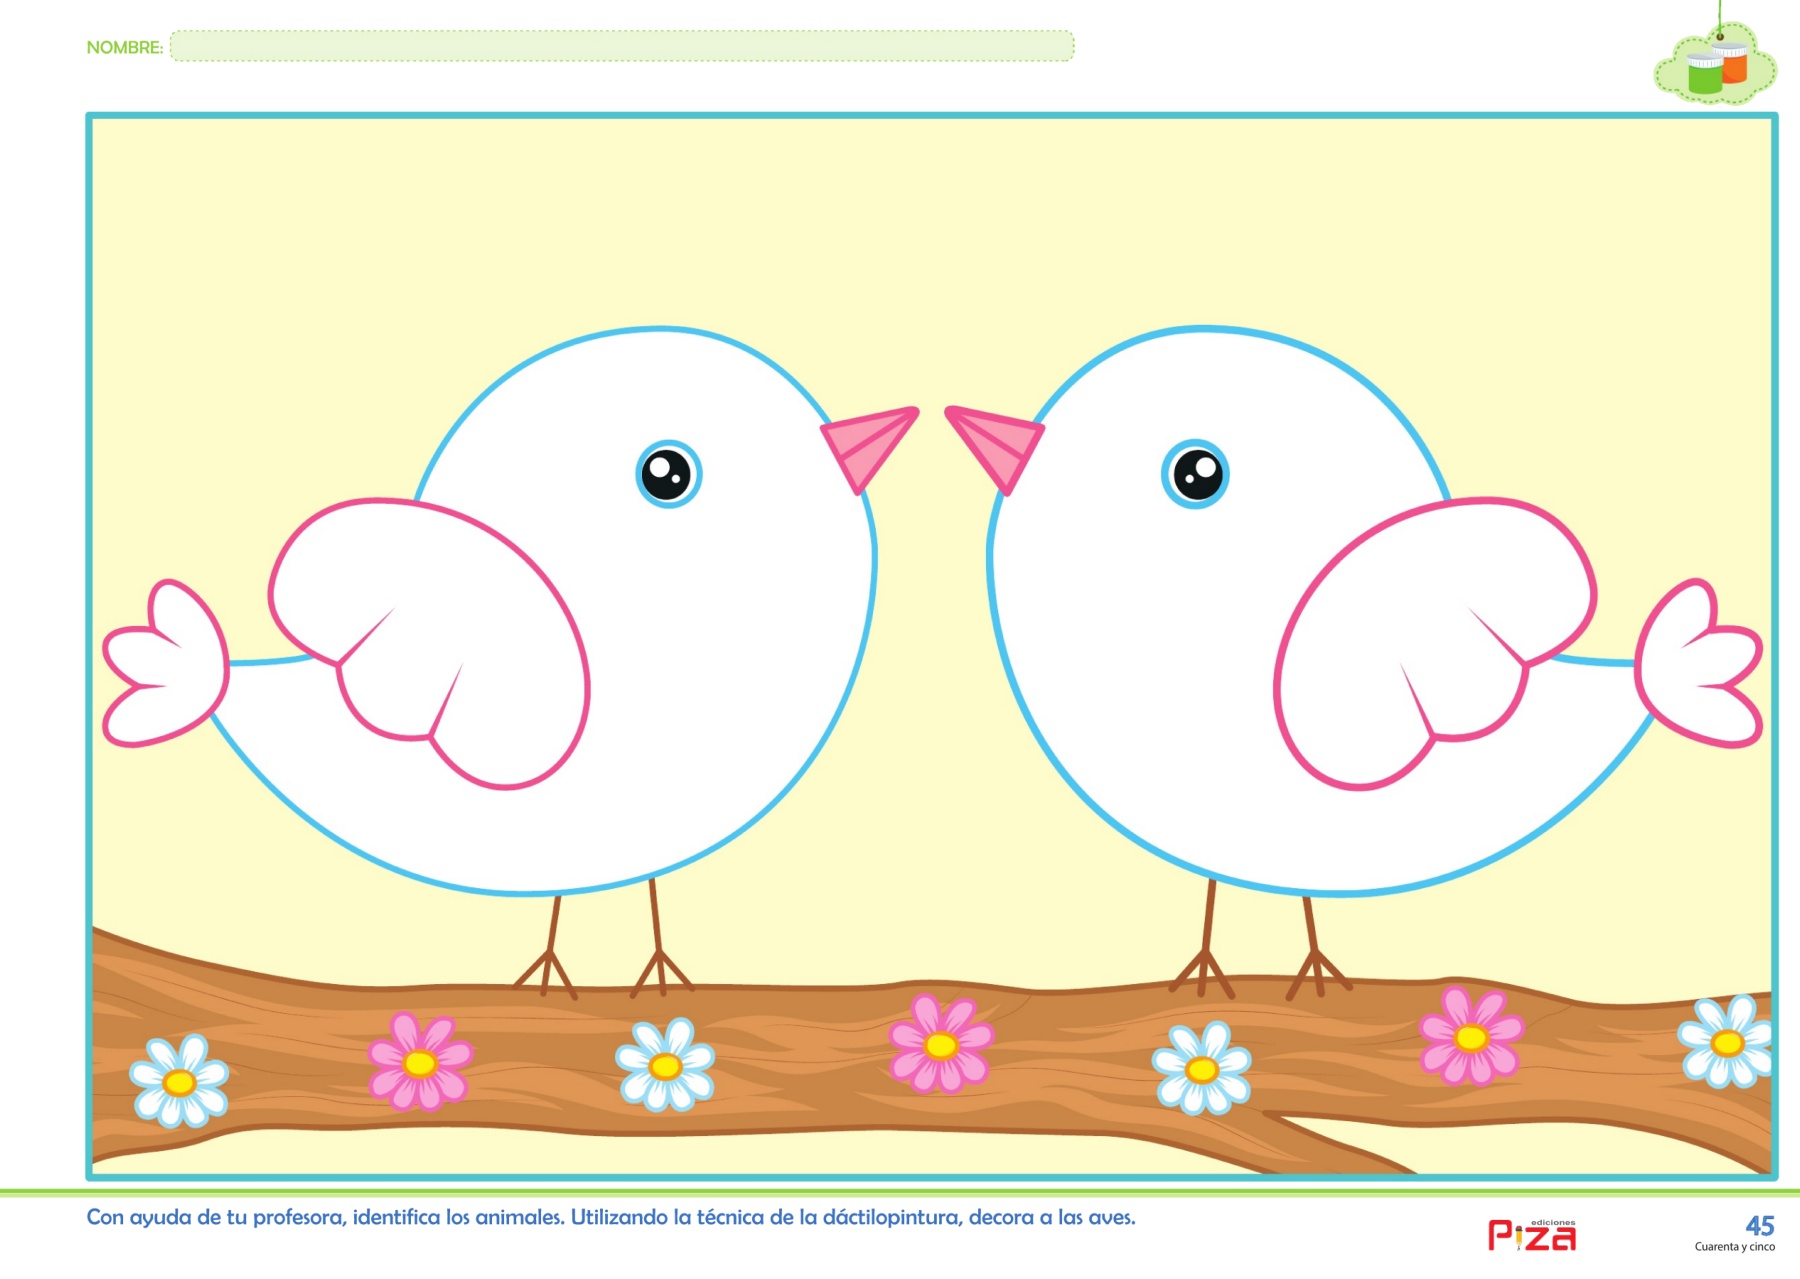 NOMBRE:
Con ayuda de tu profesora, identifica los animales. Utilizando la técnica de la dáctilopintura, decora a las aves.
ediciones
Piza
45
Cuarenta y cinco